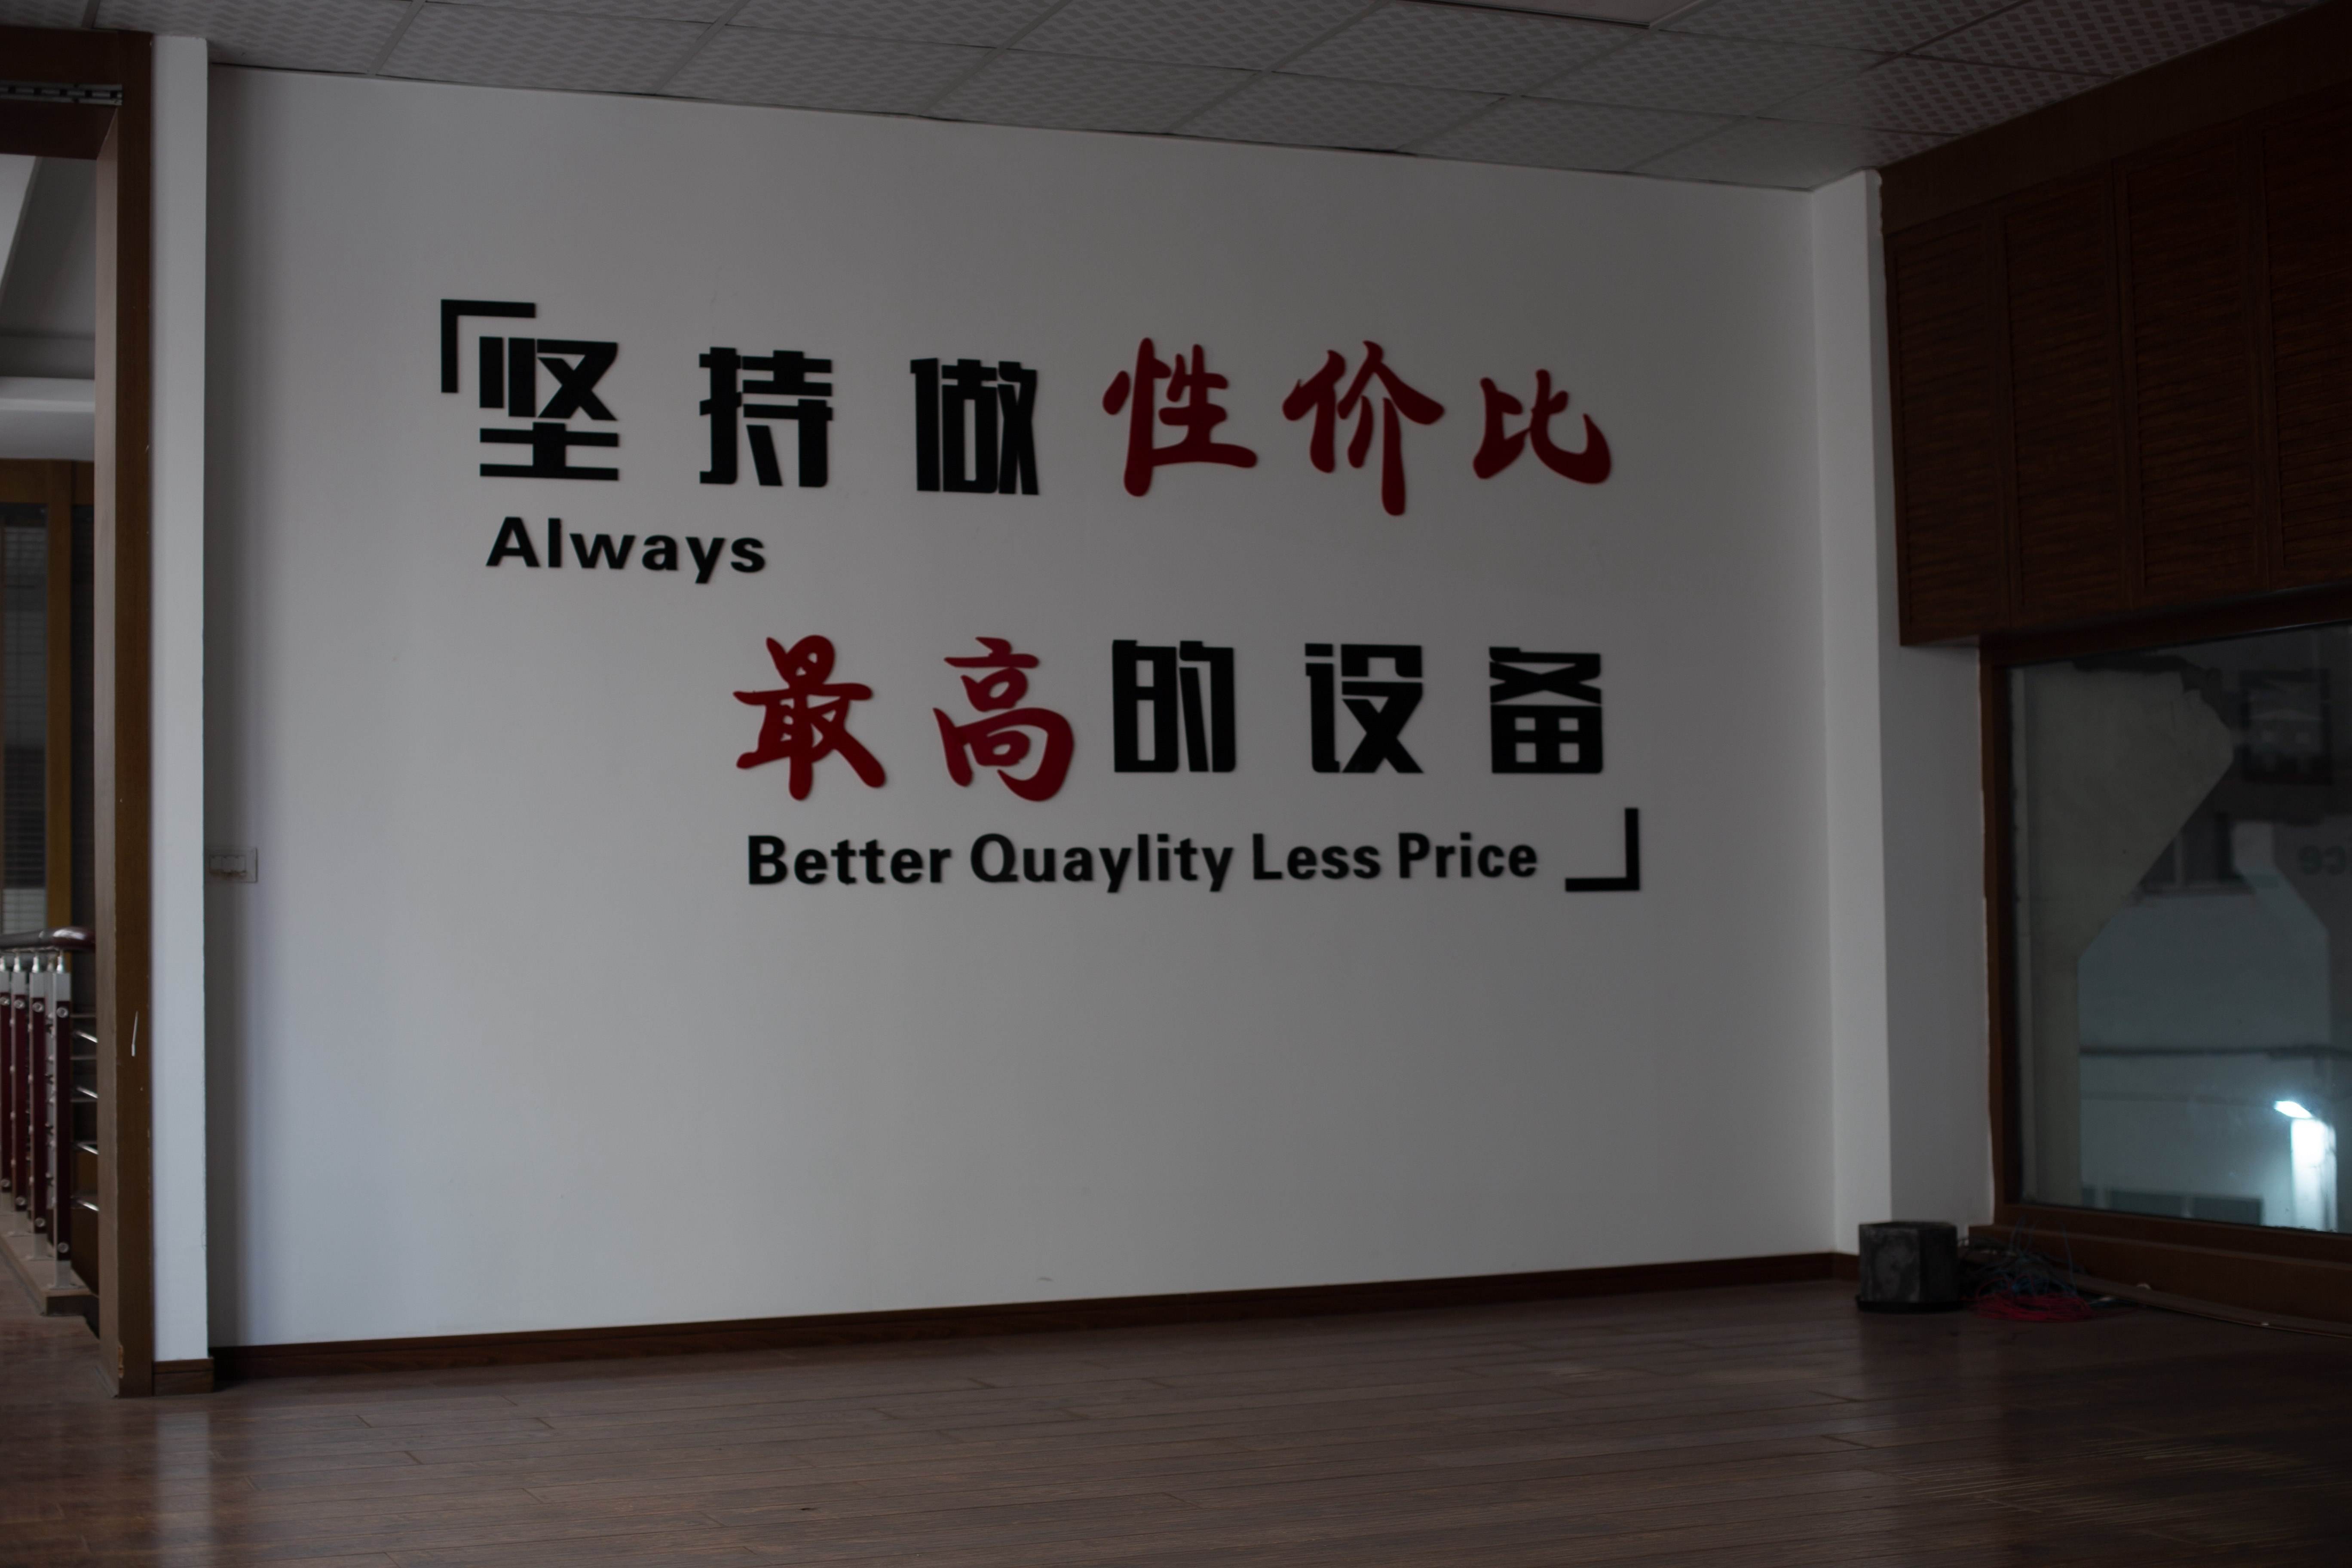 坚持做性价比
Always
最高的设备
Better Quaylity Less Price